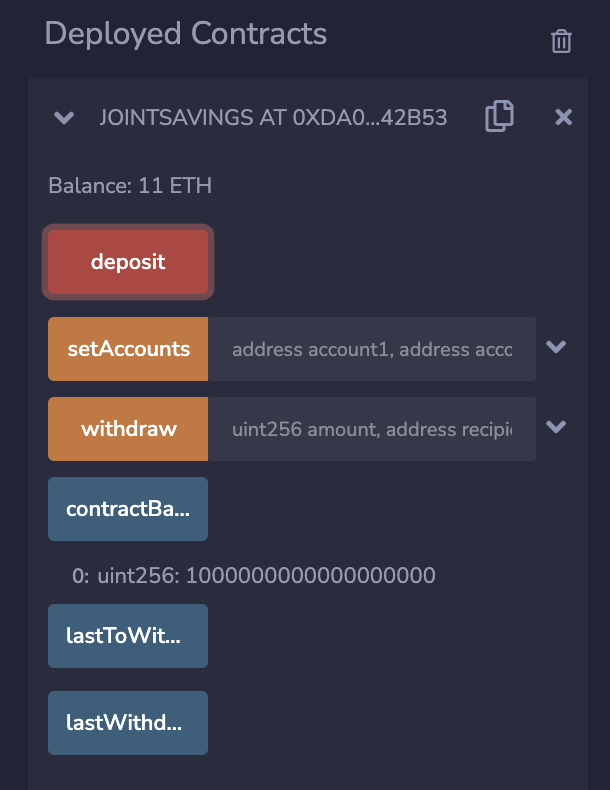 Deployed Contracts
JOINTSAVINGS AT 0XDA0...42B53
Balance: 11 ETH
deposit
setAccounts address account1, address acco
withdraw uint256 amount, address recipie
contractBa...
0: uint256: 1000000000000000000
lastToWit...
lastWithd...